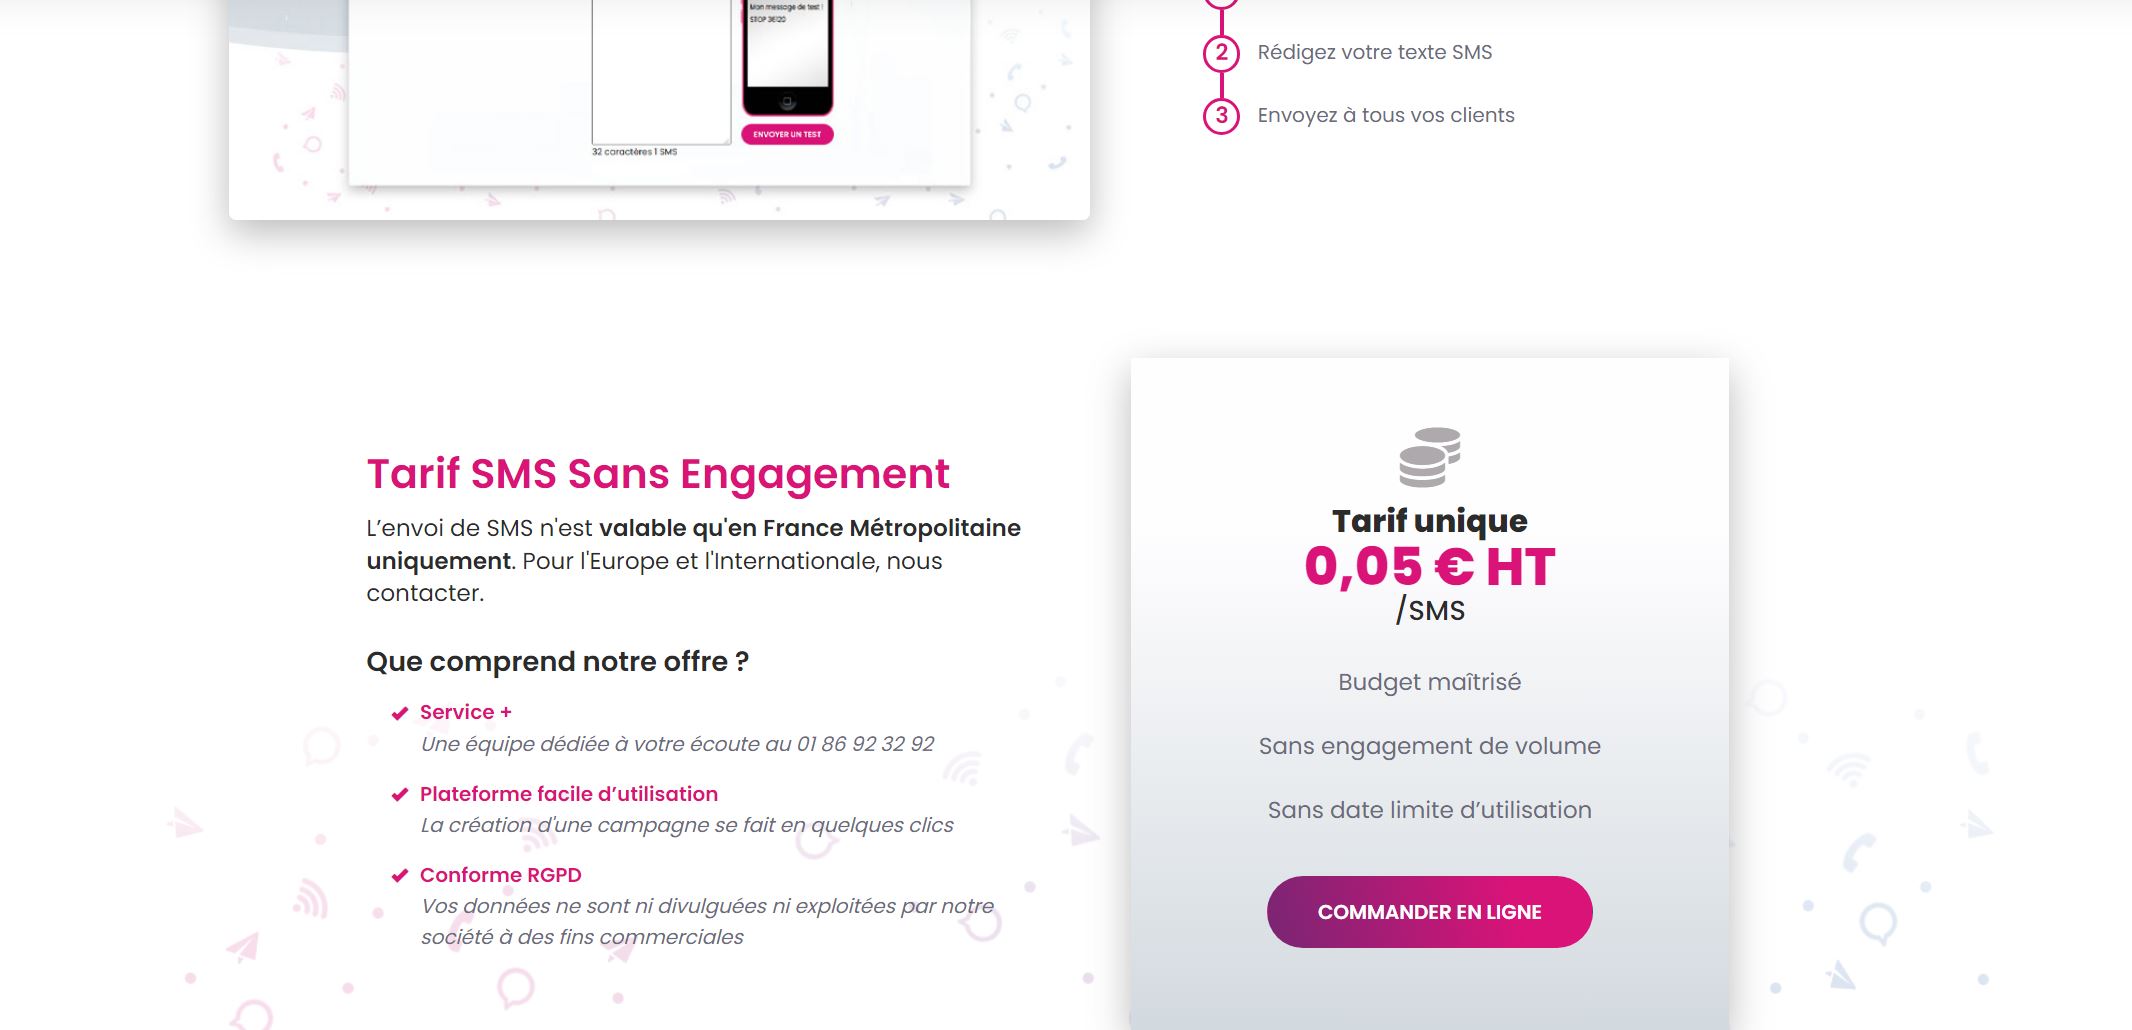 Mon message de test !
STOP 36120
ENVOYER UN TEST
32 caractères 1 SMS
2 Rédigez votre texte SMS
3 Envoyez à tous vos clients
Tarif SMS Sans Engagement
L’envoi de SMS n'est valable qu'en France Métropolitaine
uniquement. Pour l'Europe et l'Internationale, nous
contacter.
Que comprend notre offre ?
Service +
Une équipe dédiée à votre écoute au 01 86 92 32 92
Plateforme facile d’utilisation
La création d'une campagne se fait en quelques clics
Conforme RGPD
Vos données ne sont ni divulguées ni exploitées par notre
société à des fins commerciales
Tarif unique
0,05 € HT
/SMS
Budget maîtrisé
Sans engagement de volume
Sans date limite d’utilisation
COMMANDER EN LIGNE